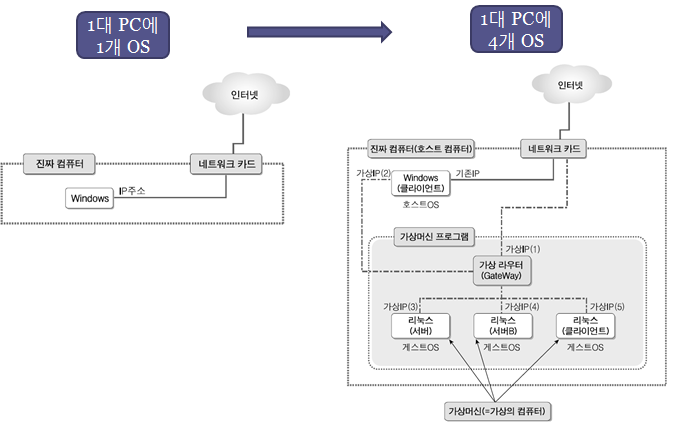 1대 PC에
1개 OS
1대 PC에
4개 OS
인터넷
진짜 컴퓨터
네트워크 카드
Windows
IP주소
인터넷
진짜 컴퓨터(호스트 컴퓨터)
네트워크 카드
가상IP(2)
Windows
(클라이언트)
기존IP
호스트OS
가상머신 프로그램
가상IP(1)
가상 라우터
(GateWay)
가상IP(3)
가상IP(4)
가상IP(5)
리눅스
(서버)
리눅스
(서버B)
리눅스
(클라이언트)
게스트OS
게스트OS
게스트OS
가상머신(=가상의 컴퓨터)